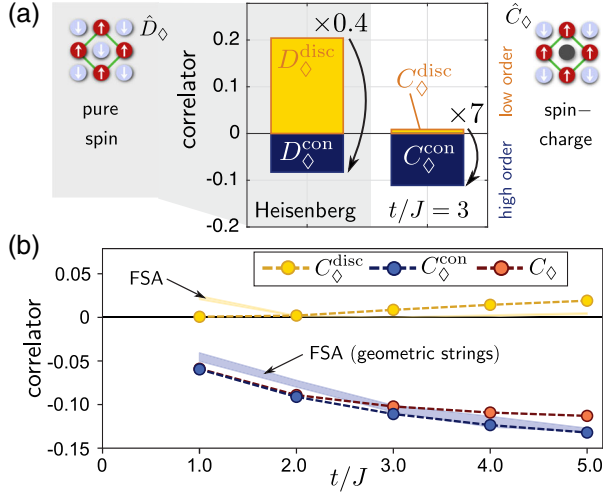 (a)
D̂◇
pure
spin
correlator
0.2
0.1
0
-0.1
-0.2
D◇^disc
×0.4
D◇^con
Heisenberg
C◇^disc
×7
C◇^con
t/J = 3
low order
high order
Ĉ◇
spin−
charge
(b)
correlator
0.05
0
-0.05
-0.10
-0.15
FSA
C◇^disc C◇^con C◇
FSA (geometric strings)
0 1.0 2.0 3.0 4.0 5.0
t/J